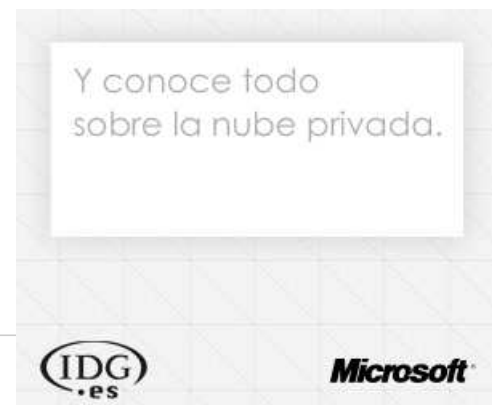 Y conoce todo
sobre la nube privada.
IDG
.es
Microsoft